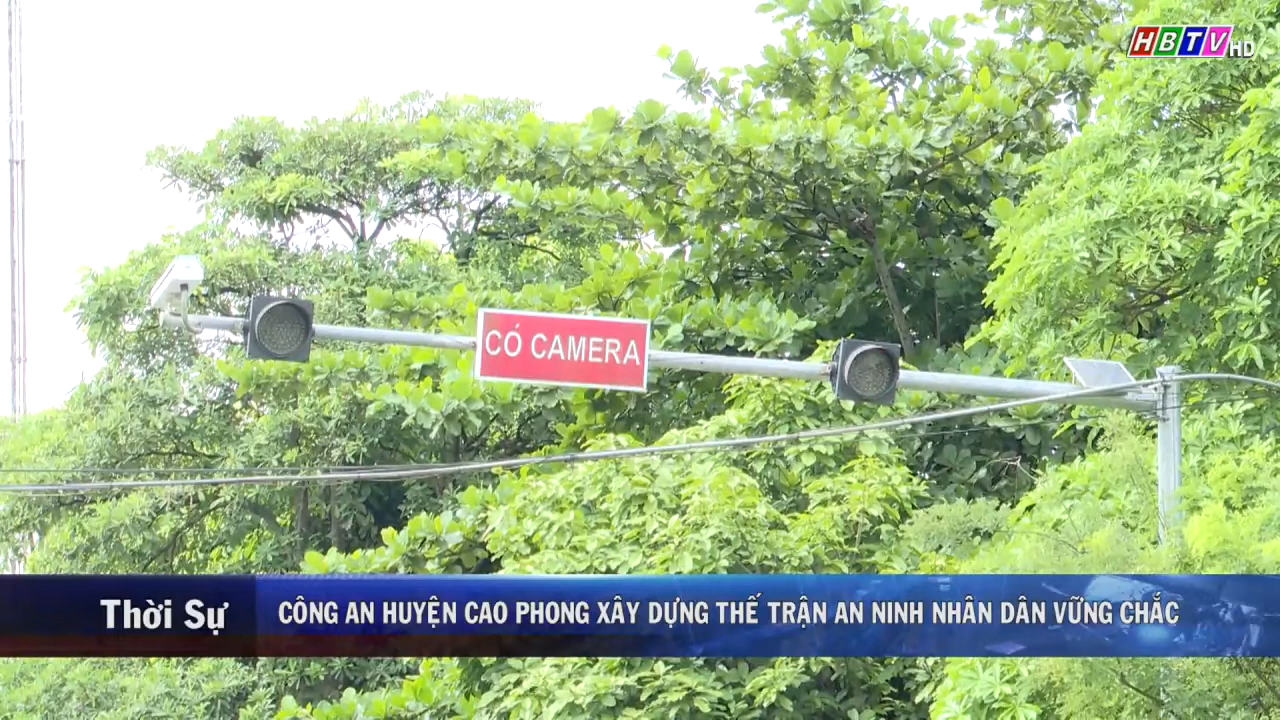 HBTV HD
CÓ CAMERA
Thời Sự
CÔNG AN HUYỆN CAO PHONG XÂY DỰNG THẾ TRẬN AN NINH NHÂN DÂN VỮNG CHẮC